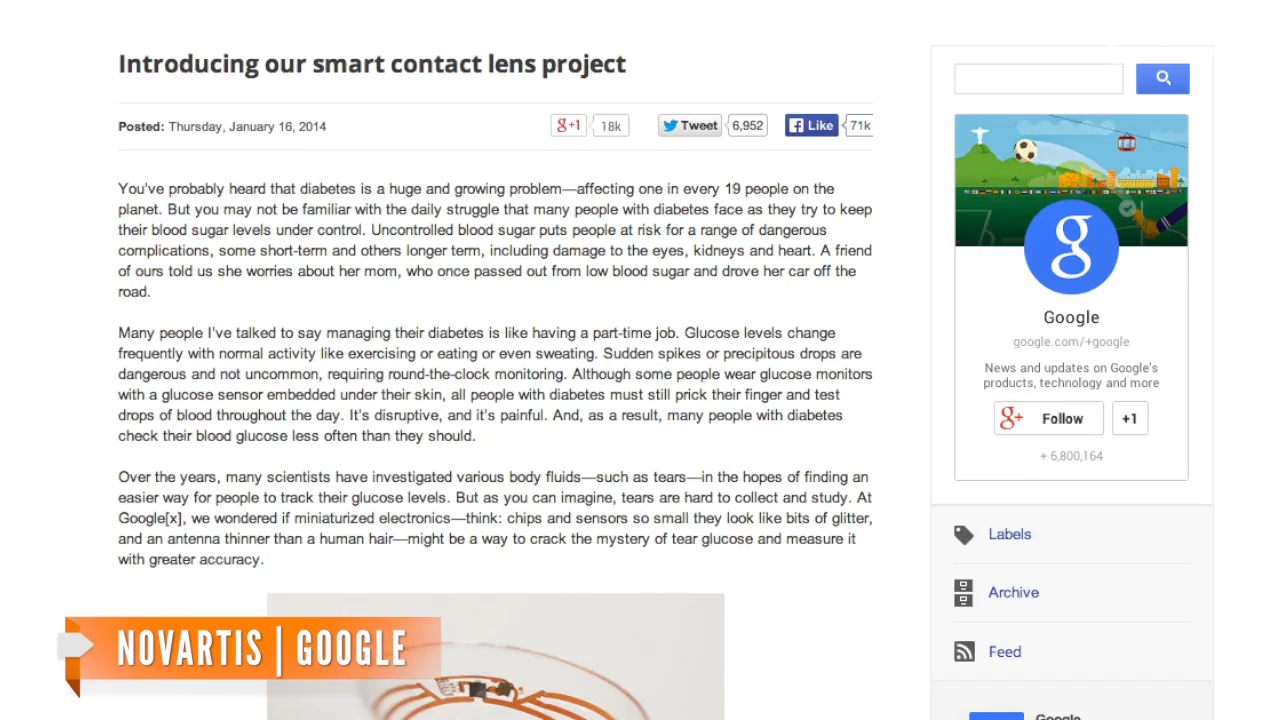 Introducing our smart contact lens project
Posted: Thursday, January 16, 2014
g+1 18k Tweet 6,952 Like 71k
You've probably heard that diabetes is a huge and growing problem—affecting one in every 19 people on the
planet. But you may not be familiar with the daily struggle that many people with diabetes face as they try to keep
their blood sugar levels under control. Uncontrolled blood sugar puts people at risk for a range of dangerous
complications, some short-term and others longer term, including damage to the eyes, kidneys and heart. A friend
of ours told us she worries about her mom, who once passed out from low blood sugar and drove her car off the
road.
Many people I've talked to say managing their diabetes is like having a part-time job. Glucose levels change
frequently with normal activity like exercising or eating or even sweating. Sudden spikes or precipitous drops are
dangerous and not uncommon, requiring round-the-clock monitoring. Although some people wear glucose monitors
with a glucose sensor embedded under their skin, all people with diabetes must still prick their finger and test
drops of blood throughout the day. It's disruptive, and it's painful. And, as a result, many people with diabetes
check their blood glucose less often than they should.
Over the years, many scientists have investigated various body fluids—such as tears—in the hopes of finding an
easier way for people to track their glucose levels. But as you can imagine, tears are hard to collect and study. At
Google[x], we wondered if miniaturized electronics—think: chips and sensors so small they look like bits of glitter,
and an antenna thinner than a human hair—might be a way to crack the mystery of tear glucose and measure it
with greater accuracy.
NOVARTIS | GOOGLE
g
Google
google.com/+google
News and updates on Google's
products, technology and more
g+ Follow +1
+ 6,800,164
Labels
Archive
Feed
Google